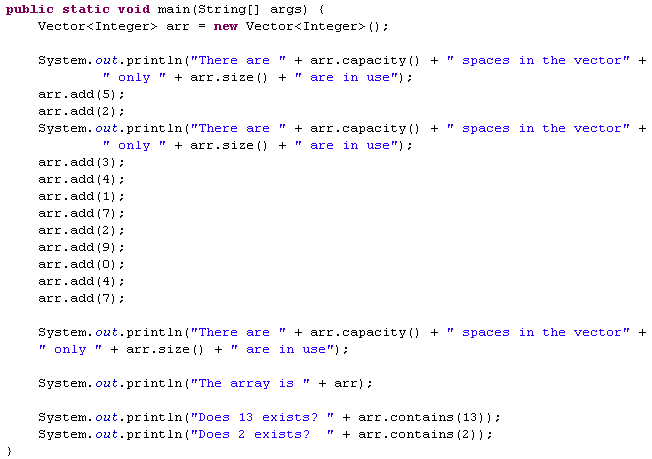 public static void main(String[] args) {
    Vector<Integer> arr = new Vector<Integer>();

    System.out.println("There are " + arr.capacity() + " spaces in the vector" +
            " only " + arr.size() + " are in use");
    arr.add(5);
    arr.add(2);
    System.out.println("There are " + arr.capacity() + " spaces in the vector" +
            " only " + arr.size() + " are in use");
    arr.add(3);
    arr.add(4);
    arr.add(1);
    arr.add(7);
    arr.add(2);
    arr.add(9);
    arr.add(0);
    arr.add(4);
    arr.add(7);

    System.out.println("There are " + arr.capacity() + " spaces in the vector" +
    " only " + arr.size() + " are in use");

    System.out.println("The array is " + arr);

    System.out.println("Does 13 exists? " + arr.contains(13));
    System.out.println("Does 2 exists?  " + arr.contains(2));
}